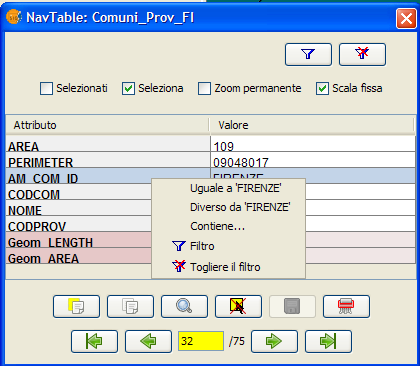 NavTable: Comuni_Prov_FI
Selezionati Seleziona Zoom permanente Scala fissa
Attributo Valore
AREA 109
PERIMETER 09048017
AM_COM_ID FIRENZE
CODCOM
NOME
CODPROV
Geom_LENGTH
Geom_AREA
Uguale a 'FIRENZE'
Diverso da 'FIRENZE'
Contiene...
Filtro
Togliere il filtro
32 /75